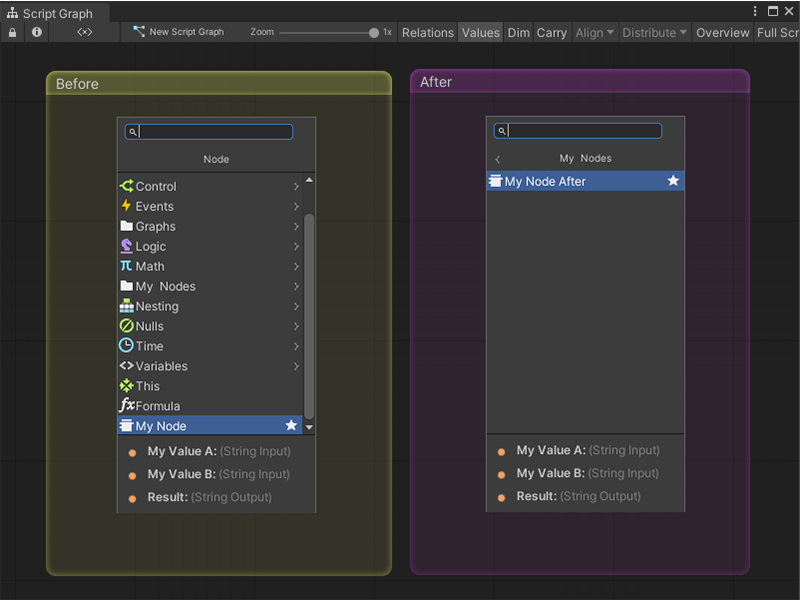 Script Graph
New Script Graph Zoom 1x Relations Values Dim Carry Align Distribute Overview Full Scr
Before
Node
Control
Events
Graphs
Logic
Math
My Nodes
Nesting
Nulls
Time
Variables
This
Formula
My Node
My Value A: (String Input)
My Value B: (String Input)
Result: (String Output)
After
My Nodes
My Node After
My Value A: (String Input)
My Value B: (String Input)
Result: (String Output)